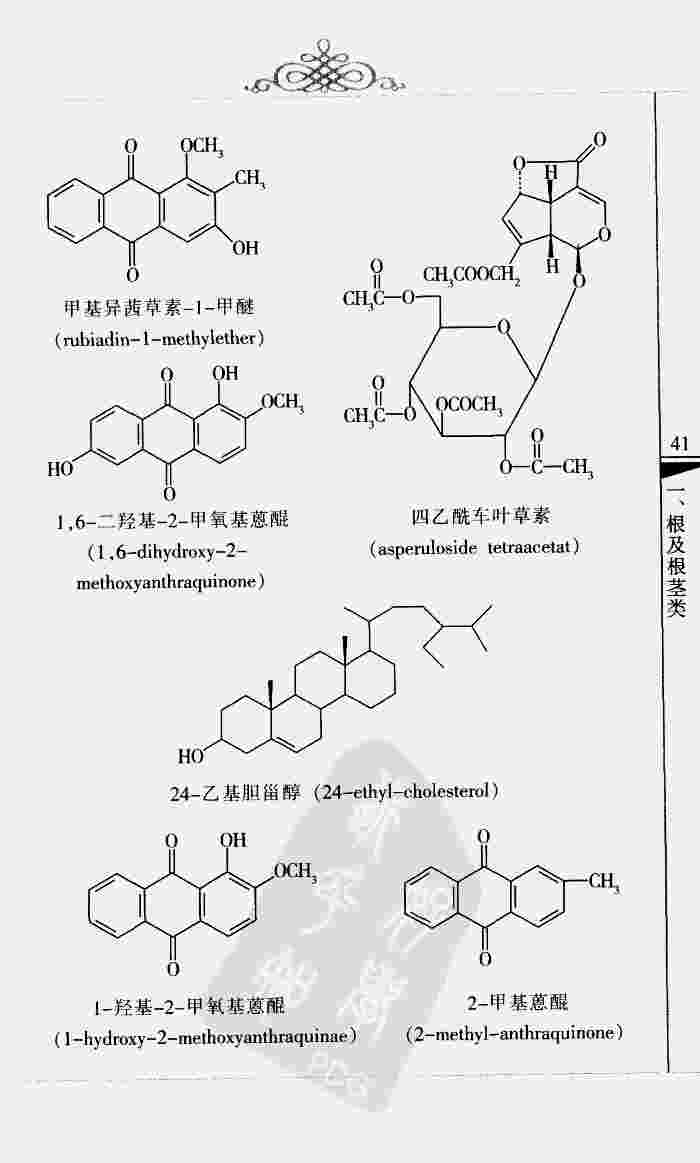 O
OCH₃
CH₃
OH
O
甲基异茜草素-1-甲醚
(rubiadin-1-methylether)
O
OH
OCH₃
HO
O
1,6-二羟基-2-甲氧基蒽醌
(1,6-dihydroxy-2-
methoxyanthraquinone)
O
O
H
O
H
CH₃COOCH₂
O
O
CH₃C-O
O
O
CH₃C-O
OCOCH₃
O
O-C-CH₃
四乙酰车叶草素
(asperuloside tetraacetat)
41
一、根及根茎类
HO
24-乙基胆甾醇 (24-ethyl-cholesterol)
O
OH
OCH₃
O
1-羟基-2-甲氧基蒽醌
(1-hydroxy-2-methoxyanthraquinae)
O
CH₃
O
2-甲基蒽醌
(2-methyl-anthraquinone)